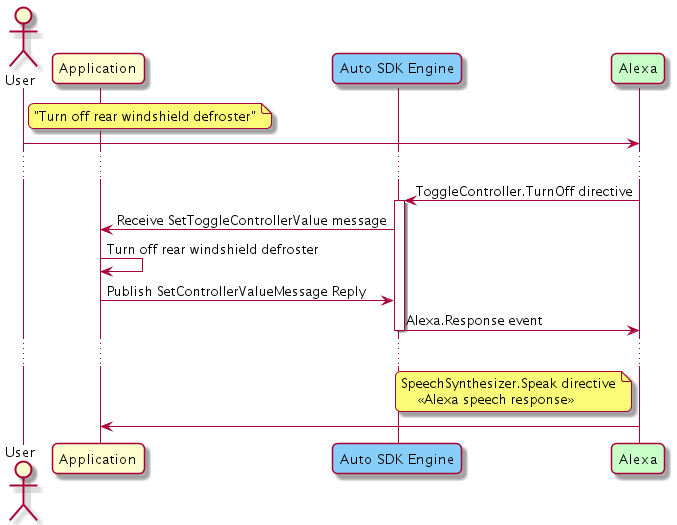 User
Application
Auto SDK Engine
Alexa
"Turn off rear windshield defroster"
ToggleController.TurnOff directive
Receive SetToggleControllerValue message
Turn off rear windshield defroster
Publish SetControllerValueMessage Reply
Alexa.Response event
SpeechSynthesizer.Speak directive
«Alexa speech response»
User
Application
Auto SDK Engine
Alexa